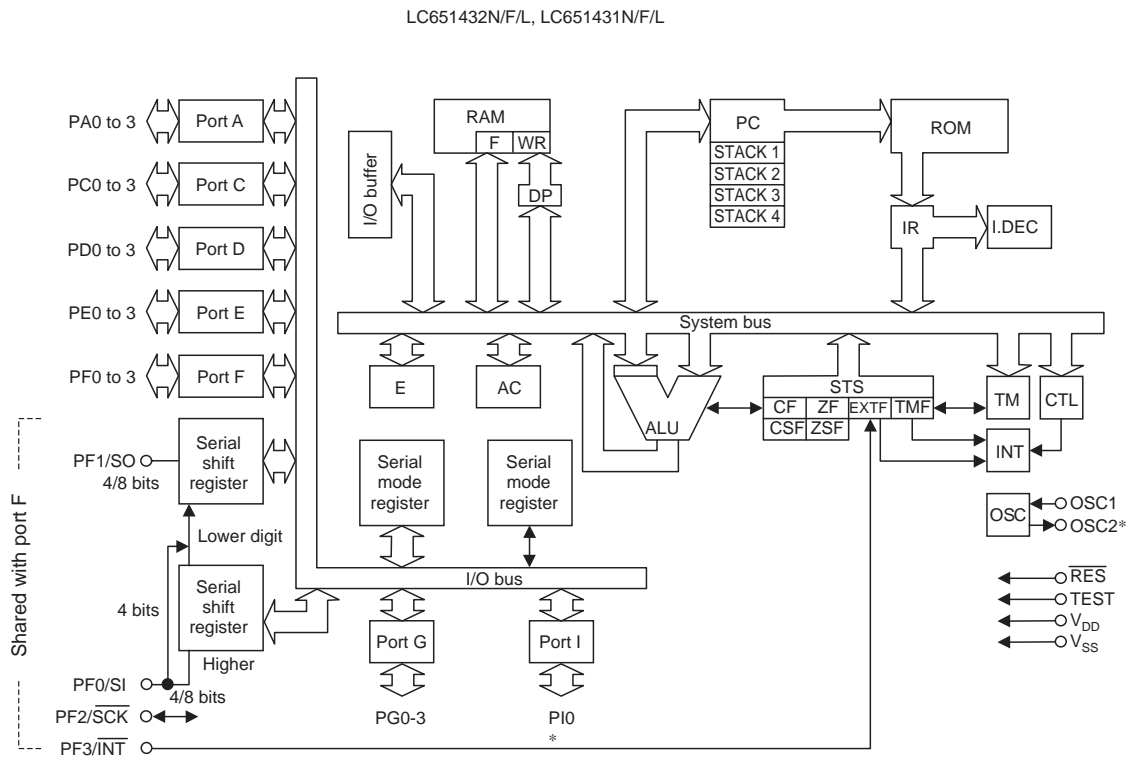 LC651432N/F/L, LC651431N/F/L
PA0 to 3
Port A
PC0 to 3
Port C
PD0 to 3
Port D
PE0 to 3
Port E
PF0 to 3
Port F
I/O buffer
RAM
F
WR
DP
PC
STACK 1
STACK 2
STACK 3
STACK 4
ROM
IR
I.DEC
System bus
E
AC
ALU
STS
CF
ZF
EXTF
TMF
CSF
ZSF
TM
CTL
INT
OSC
OSC1
OSC2*
RES
TEST
VDD
VSS
Shared with port F
PF1/SO
4/8 bits
Serial
shift
register
Lower digit
4 bits
Serial
shift
register
Higher
PF0/SI
4/8 bits
PF2/SCK
PF3/INT
Serial
mode
register
Serial
mode
register
I/O bus
Port G
Port I
PG0-3
PI0
*